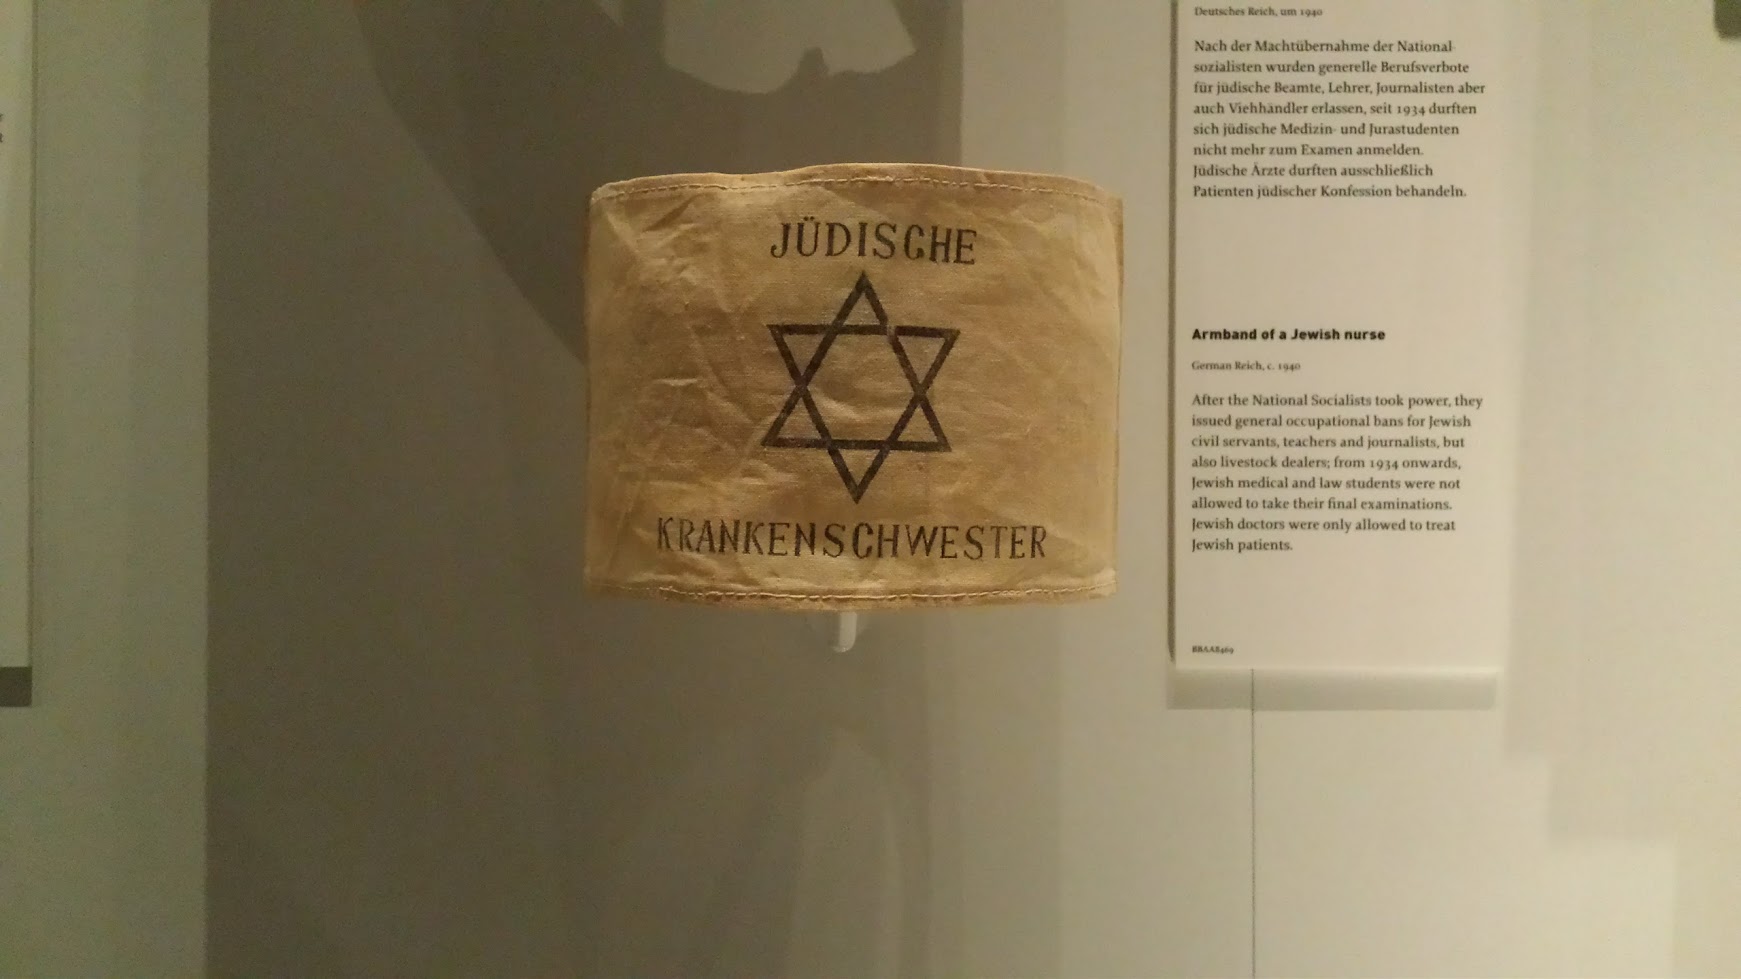 JÜDISCHE
KRANKENSCHWESTER
Deutsches Reich, um 1940
Nach der Machtübernahme der National-
sozialisten wurden generelle Berufsverbote
für jüdische Beamte, Lehrer, Journalisten aber
auch Viehhändler erlassen, seit 1934 durften
sich jüdische Medizin- und Jurastudenten
nicht mehr zum Examen anmelden.
Jüdische Ärzte durften ausschließlich
Patienten jüdischer Konfession behandeln.
Armband of a Jewish nurse
German Reich, c. 1940
After the National Socialists took power, they
issued general occupational bans for Jewish
civil servants, teachers and journalists, but
also livestock dealers; from 1934 onwards,
Jewish medical and law students were not
allowed to take their final examinations.
Jewish doctors were only allowed to treat
Jewish patients.